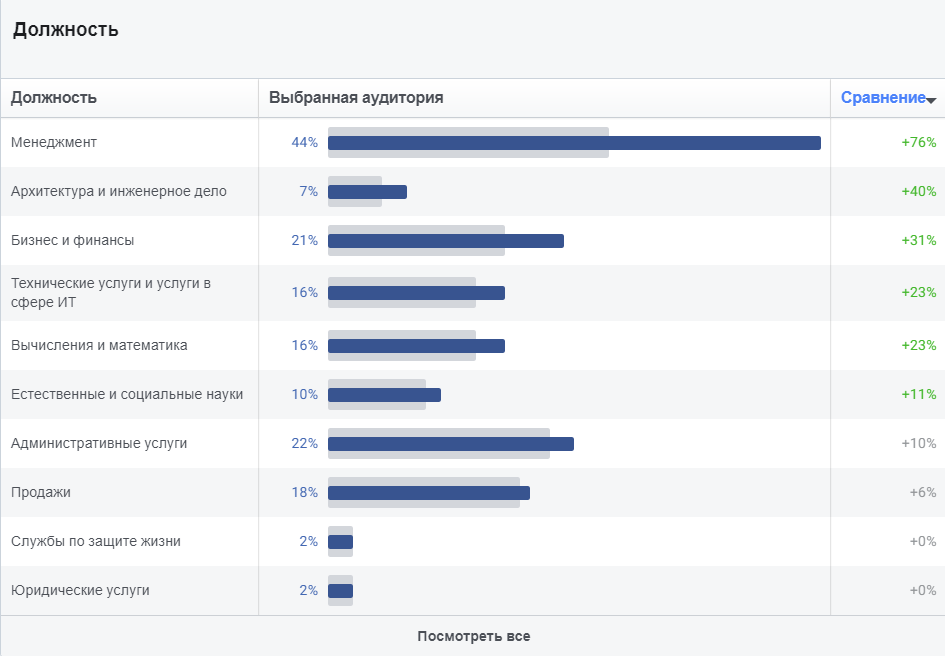 Должность
Должность Выбранная аудитория Сравнение
Менеджмент 44% +76%
Архитектура и инженерное дело 7% +40%
Бизнес и финансы 21% +31%
Технические услуги и услуги в
сфере ИТ 16% +23%
Вычисления и математика 16% +23%
Естественные и социальные науки 10% +11%
Административные услуги 22% +10%
Продажи 18% +6%
Службы по защите жизни 2% +0%
Юридические услуги 2% +0%
Посмотреть все